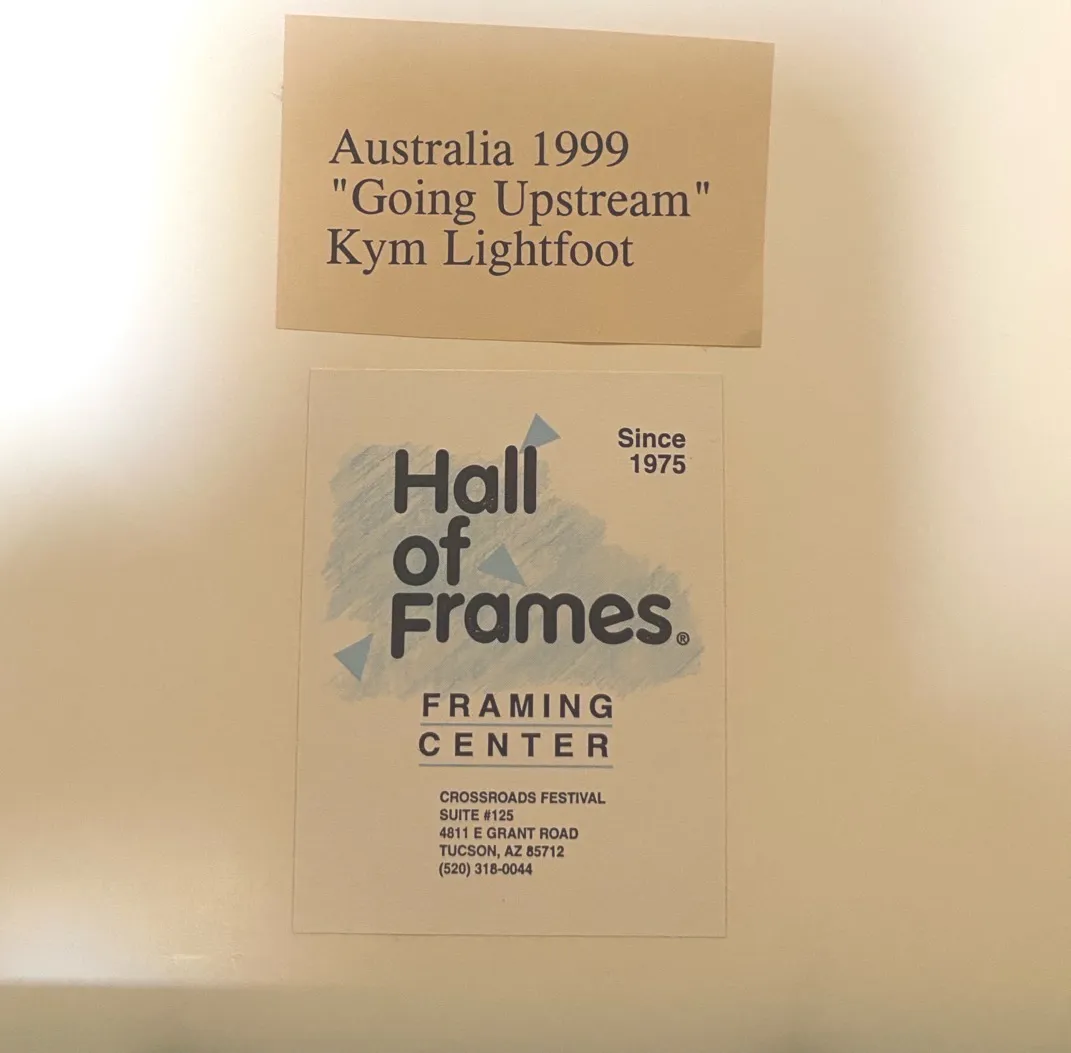 Australia 1999
"Going Upstream"
Kym Lightfoot
Since
1975
Hall
of
Frames®
FRAMING
CENTER
CROSSROADS FESTIVAL
SUITE #125
4811 E GRANT ROAD
TUCSON, AZ 85712
(520) 318-0044